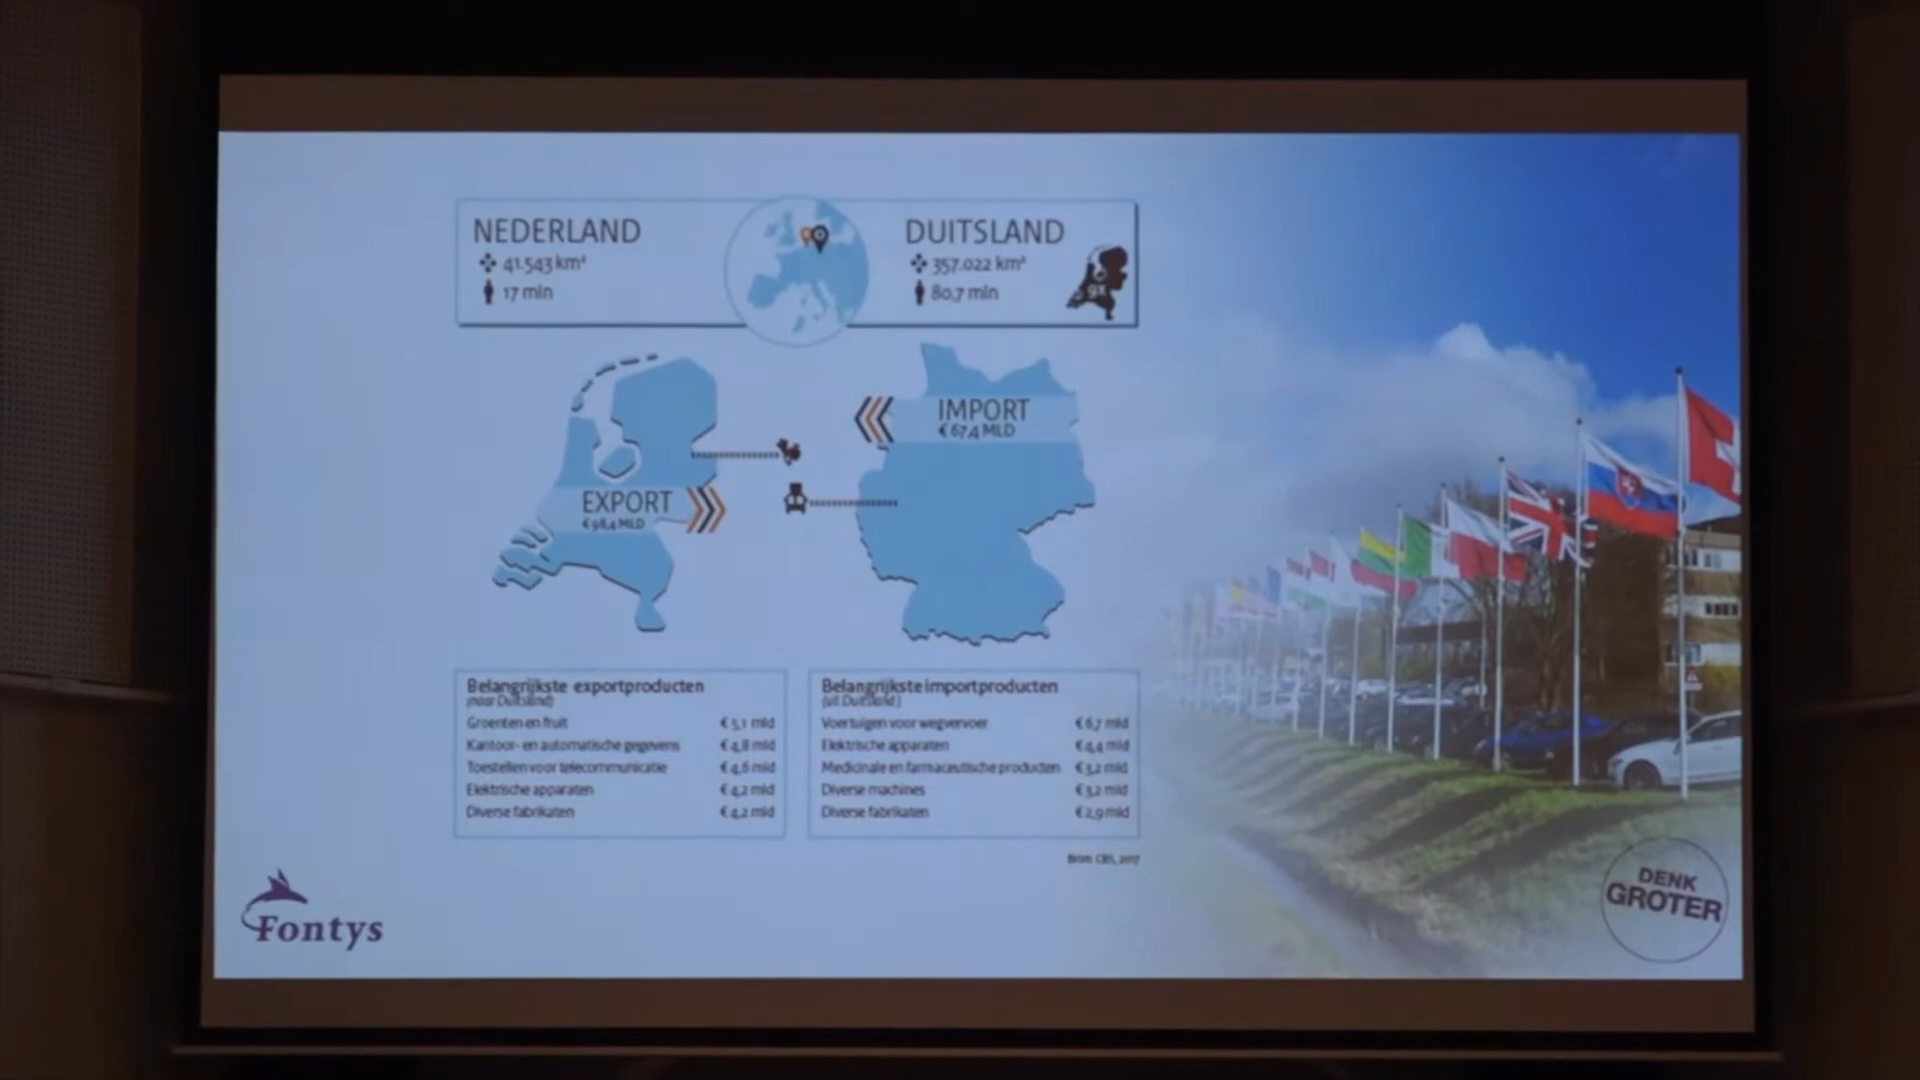 NEDERLAND
41.543 km²
17 mln
DUITSLAND
357.022 km²
80,7 mln
9x
IMPORT
€ 67,4 MLD
EXPORT
€ 98,4 MLD
Belangrijkste exportproducten
(naar Duitsland)
Groenten en fruit € 5,1 mld
Kantoor- en automatische gegevens € 4,8 mld
Toestellen voor telecommunicatie € 4,6 mld
Elektrische apparaten € 4,2 mld
Diverse fabrikaten € 4,2 mld
Belangrijkste importproducten
(uit Duitsland)
Voertuigen voor wegvervoer € 6,7 mld
Elektrische apparaten € 4,4 mld
Medicinale en farmaceutische producten € 3,2 mld
Diverse machines € 3,2 mld
Diverse fabrikaten € 2,9 mld
Bron: CBS, 2017
Fontys
DENK
GROTER